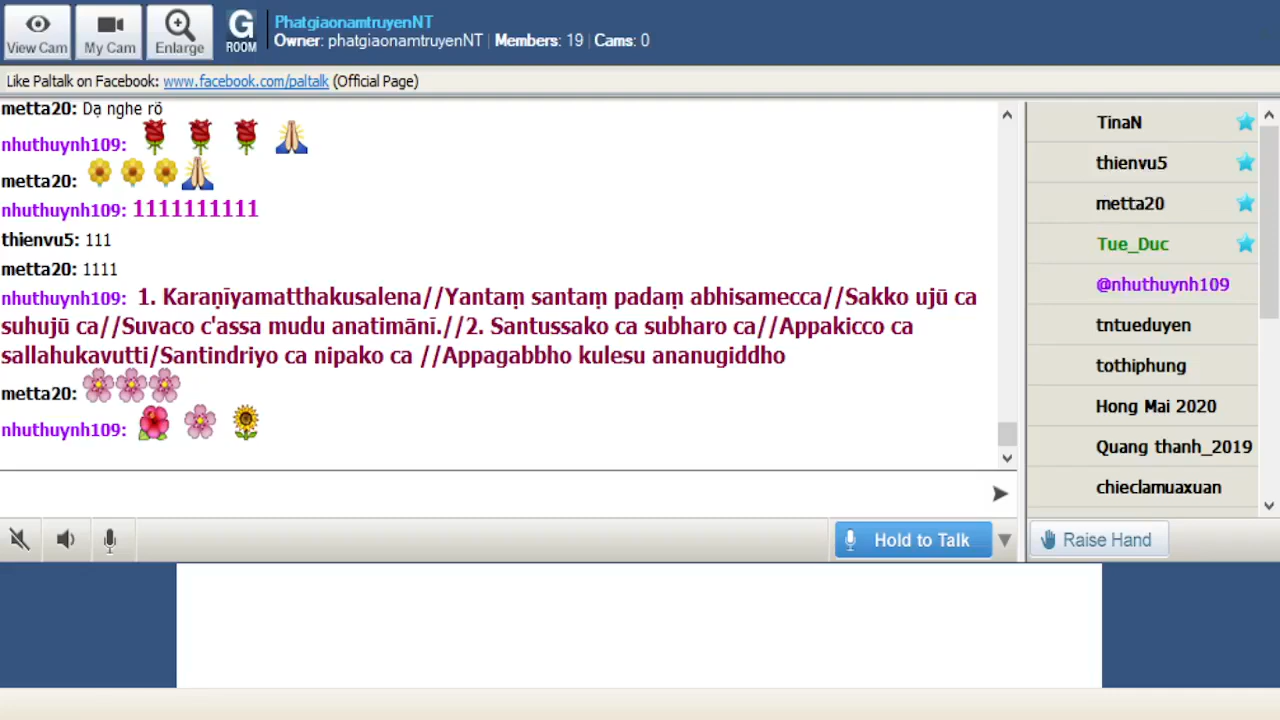 View Cam
My Cam
Enlarge
G
ROOM
PhatgiaonamtruyenNT
Owner: phatgiaonamtruyenNT | Members: 19 | Cams: 0
Like Paltalk on Facebook: www.facebook.com/paltalk (Official Page)
metta20: Dạ nghe rõ
nhuthuynh109:
metta20:
nhuthuynh109: 1111111111
thienvu5: 111
metta20: 1111
nhuthuynh109: 1. Karaṇīyamatthakusalena//Yantaṃ santaṃ padaṃ abhisamecca//Sakko ujū ca
suhujū ca//Suvaco c'assa mudu anatimānī.//2. Santussako ca subharo ca//Appakicco ca
sallahukavutti/Santindriyo ca nipako ca //Appagabbho kulesu ananugiddho
metta20:
nhuthuynh109:
TinaN
thienvu5
metta20
Tue_Duc
@nhuthuynh109
tntueduyen
tothiphung
Hong Mai 2020
Quang thanh_2019
chieclamuaxuan
Hold to Talk
Raise Hand